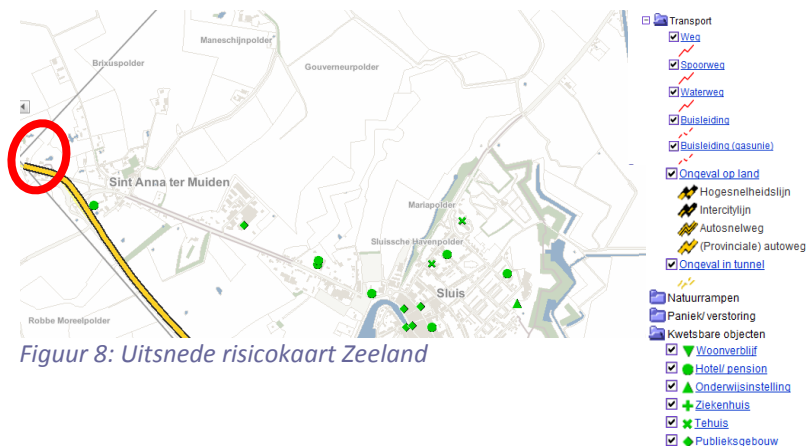 Maneschijnpolder
Brixuspolder
Gouverneurpolder
Sint Anna ter Muiden
Mariapolder
Sluissche Havenpolder
Sluis
Robbe Moreelpolder
Figuur 8: Uitsnede risicokaart Zeeland
Transport
Weg
Spoorweg
Waterweg
Buisleiding
Buisleiding (gasunie)
Ongeval op land
Hogesnelheidslijn
Intercitylijn
Autosnelweg
(Provinciale) autoweg
Ongeval in tunnel
Natuurrampen
Paniek/ verstoring
Kwetsbare objecten
Woonverblijf
Hotel/ pension
Onderwijsinstelling
Ziekenhuis
Tehuis
Publieksgebouw